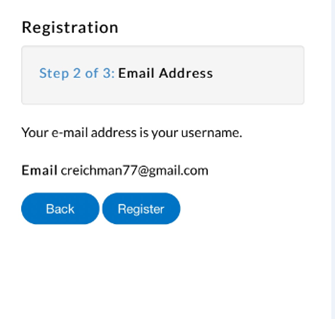 Registration
Step 2 of 3: Email Address
Your e-mail address is your username.
Email creichman77@gmail.com
Back Register